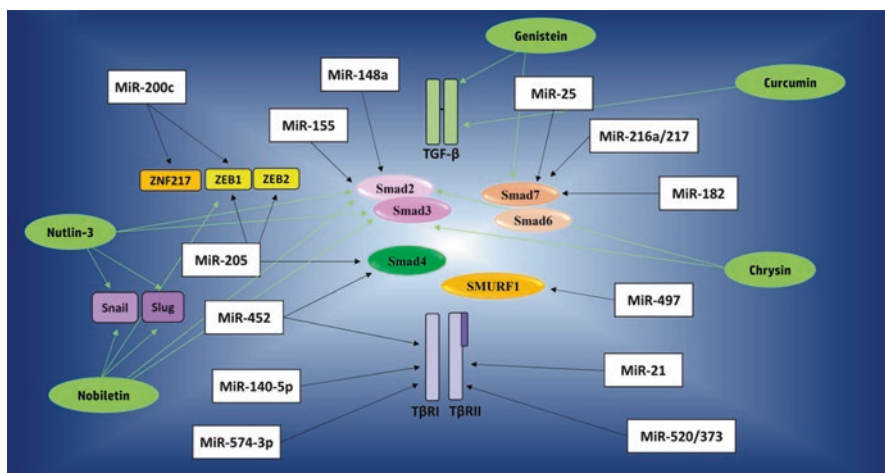 Genistein
MiR-148a
MiR-200c
MiR-25
Curcumin
MiR-155
TGF-β
MiR-216a/217
ZNF217
ZEB1
ZEB2
Smad2
Smad7
MiR-182
Smad3
Smad6
Nutlin-3
MiR-205
Smad4
Chrysin
SMURF1
Snail
Slug
MiR-452
MiR-497
MiR-21
Nobiletin
MiR-140-5p
TβRI
TβRII
MiR-574-3p
MiR-520/373